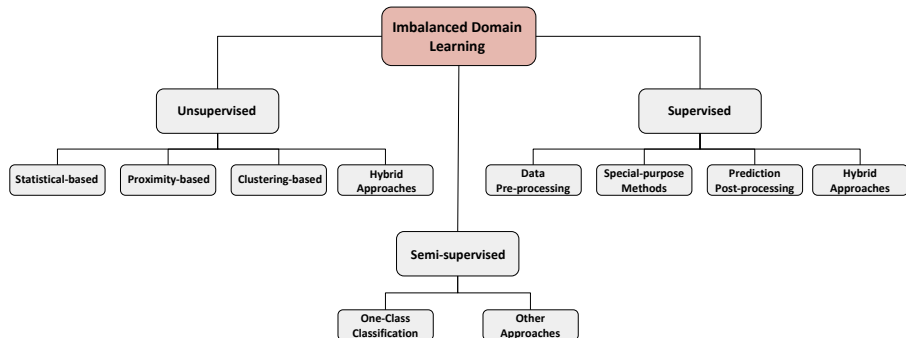 Imbalanced Domain
Learning
Unsupervised
Supervised
Statistical-based
Proximity-based
Clustering-based
Hybrid
Approaches
Data
Pre-processing
Special-purpose
Methods
Prediction
Post-processing
Hybrid
Approaches
Semi-supervised
One-Class
Classification
Other
Approaches